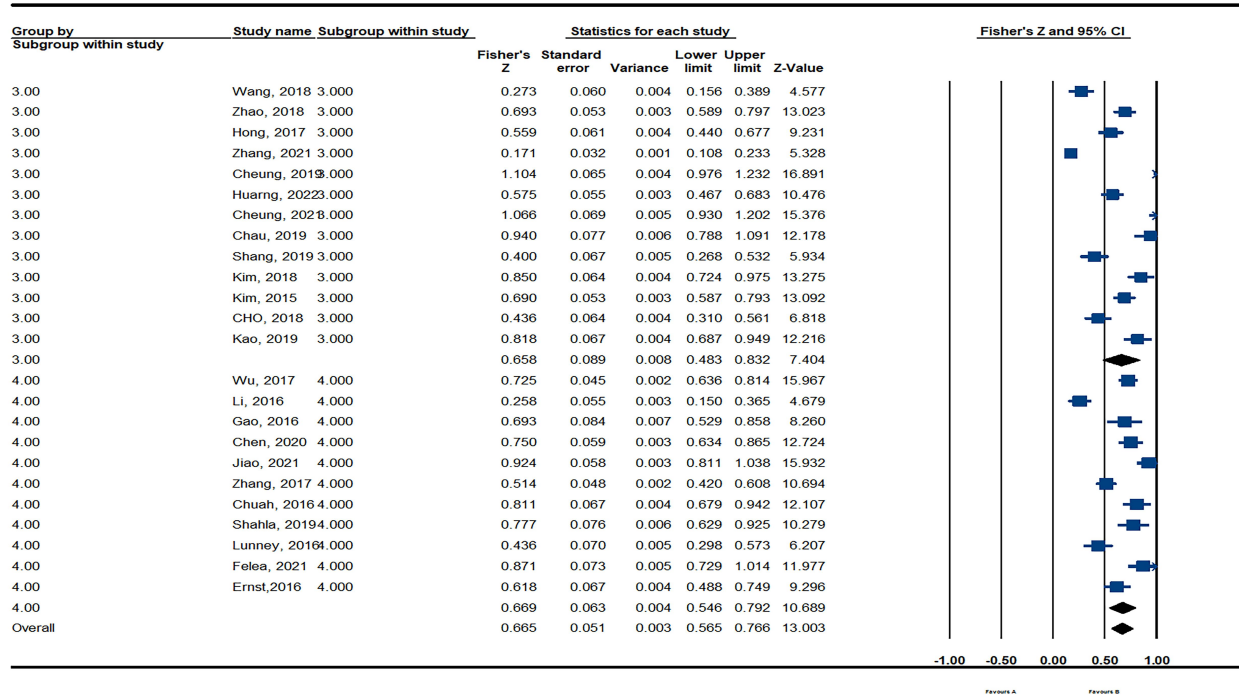 Group by Study name Subgroup within study Statistics for each study Fisher's Z and 95% CI
Subgroup within study
Fisher's Standard Lower Upper
Z error Variance limit limit Z-Value
3.00 Wang, 2018 3.000 0.273 0.060 0.004 0.156 0.389 4.577
3.00 Zhao, 2018 3.000 0.693 0.053 0.003 0.589 0.797 13.023
3.00 Hong, 2017 3.000 0.559 0.061 0.004 0.440 0.677 9.231
3.00 Zhang, 2021 3.000 0.171 0.032 0.001 0.108 0.233 5.328
3.00 Cheung, 2019 3.000 1.104 0.065 0.004 0.976 1.232 16.891
3.00 Huarng, 2022 3.000 0.575 0.055 0.003 0.467 0.683 10.476
3.00 Cheung, 2021 3.000 1.066 0.069 0.005 0.930 1.202 15.376
3.00 Chau, 2019 3.000 0.940 0.077 0.006 0.788 1.091 12.178
3.00 Shang, 2019 3.000 0.400 0.067 0.005 0.268 0.532 5.934
3.00 Kim, 2018 3.000 0.850 0.064 0.004 0.724 0.975 13.275
3.00 Kim, 2015 3.000 0.690 0.053 0.003 0.587 0.793 13.092
3.00 CHO, 2018 3.000 0.436 0.064 0.004 0.310 0.561 6.818
3.00 Kao, 2019 3.000 0.818 0.067 0.004 0.687 0.949 12.216
3.00 0.658 0.089 0.008 0.483 0.832 7.404
4.00 Wu, 2017 4.000 0.725 0.045 0.002 0.636 0.814 15.967
4.00 Li, 2016 4.000 0.258 0.055 0.003 0.150 0.365 4.679
4.00 Gao, 2016 4.000 0.693 0.084 0.007 0.529 0.858 8.260
4.00 Chen, 2020 4.000 0.750 0.059 0.003 0.634 0.865 12.724
4.00 Jiao, 2021 4.000 0.924 0.058 0.003 0.811 1.038 15.932
4.00 Zhang, 2017 4.000 0.514 0.048 0.002 0.420 0.608 10.694
4.00 Chuah, 2016 4.000 0.811 0.067 0.004 0.679 0.942 12.107
4.00 Shahla, 2019 4.000 0.777 0.076 0.006 0.629 0.925 10.279
4.00 Lunney, 2016 4.000 0.436 0.070 0.005 0.298 0.573 6.207
4.00 Felea, 2021 4.000 0.871 0.073 0.005 0.729 1.014 11.977
4.00 Ernst,2016 4.000 0.618 0.067 0.004 0.488 0.749 9.296
4.00 0.669 0.063 0.004 0.546 0.792 10.689
Overall 0.665 0.051 0.003 0.565 0.766 13.003
-1.00 -0.50 0.00 0.50 1.00
Favours A Favours B